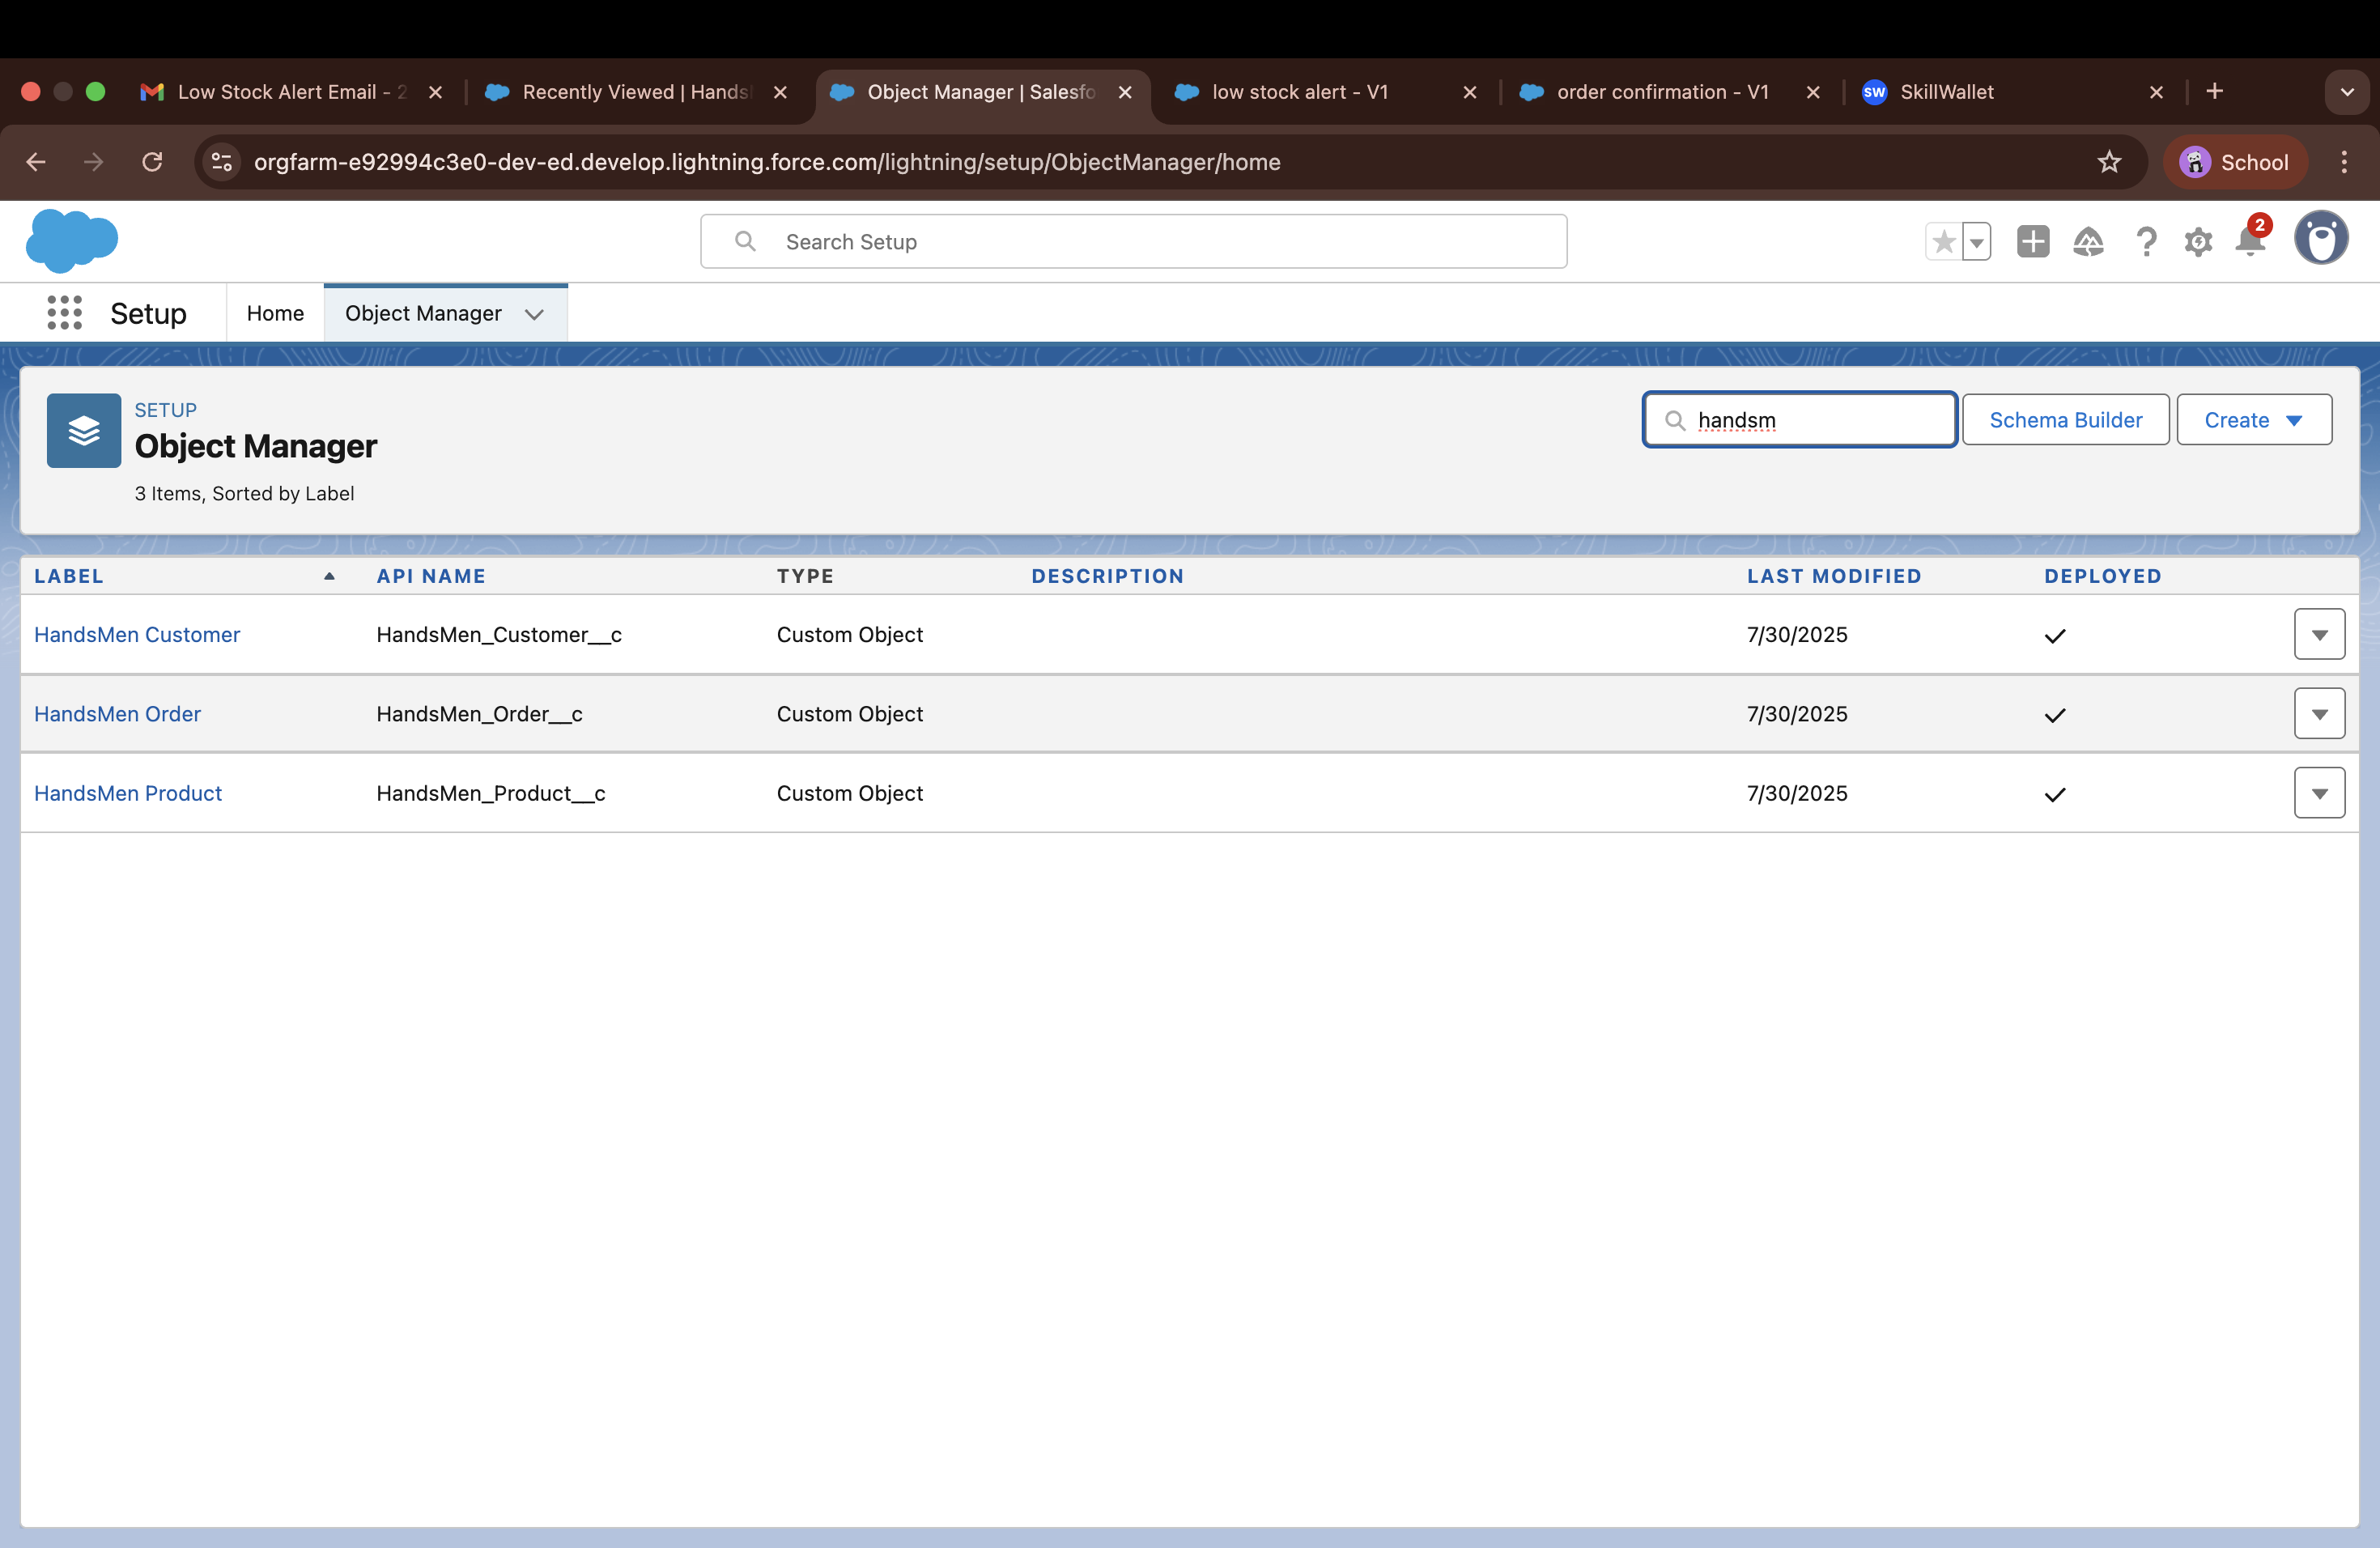 Low Stock Alert Email - 2
Recently Viewed | Hands
Object Manager | Salesfo
low stock alert - V1
order confirmation - V1
SW SkillWallet
orgfarm-e92994c3e0-dev-ed.develop.lightning.force.com/lightning/setup/ObjectManager/home
School
Search Setup
2
Setup
Home
Object Manager
SETUP
Object Manager
3 Items, Sorted by Label
handsm
Schema Builder
Create
LABEL API NAME TYPE DESCRIPTION LAST MODIFIED DEPLOYED
HandsMen Customer HandsMen_Customer__c Custom Object 7/30/2025
HandsMen Order HandsMen_Order__c Custom Object 7/30/2025
HandsMen Product HandsMen_Product__c Custom Object 7/30/2025